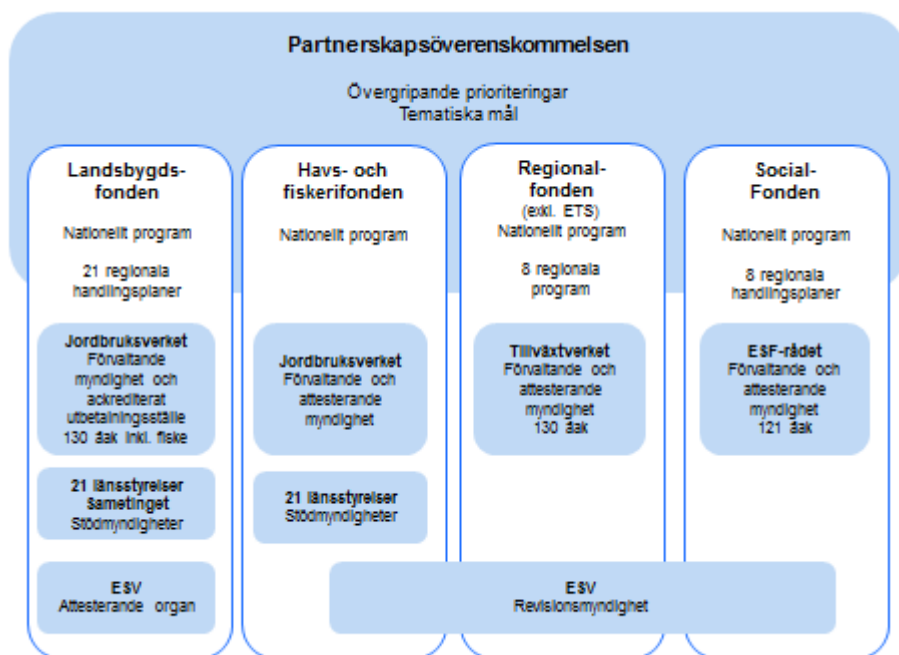 Partnerskapsöverenskommelsen
Övergripande prioriteringar
Tematiska mål
Landsbygds-
fonden
Nationellt program
21 regionala
handlingsplaner
Jordbruksverket
Förvaltande
myndighet och
ackrediterat
utbetalningsställe
130 åak inkl. fiske
21 länsstyrelser
Sametinget
Stödmyndigheter
ESV
Attesterande organ
Havs- och
fiskerifonden
Nationellt program
Jordbruksverket
Förvaltande och
attesterande
myndighet
21 länsstyrelser
Stödmyndigheter
Regional-
fonden
(exkl. ETS)
Nationellt program
8 regionala
program
Tillväxtverket
Förvaltande och
attesterande
myndighet
130 åak
Social-
Fonden
Nationellt program
8 regionala
handlingsplaner
ESF-rådet
Förvaltande och
attesterande
myndighet
121 åak
ESV
Revisionsmyndighet